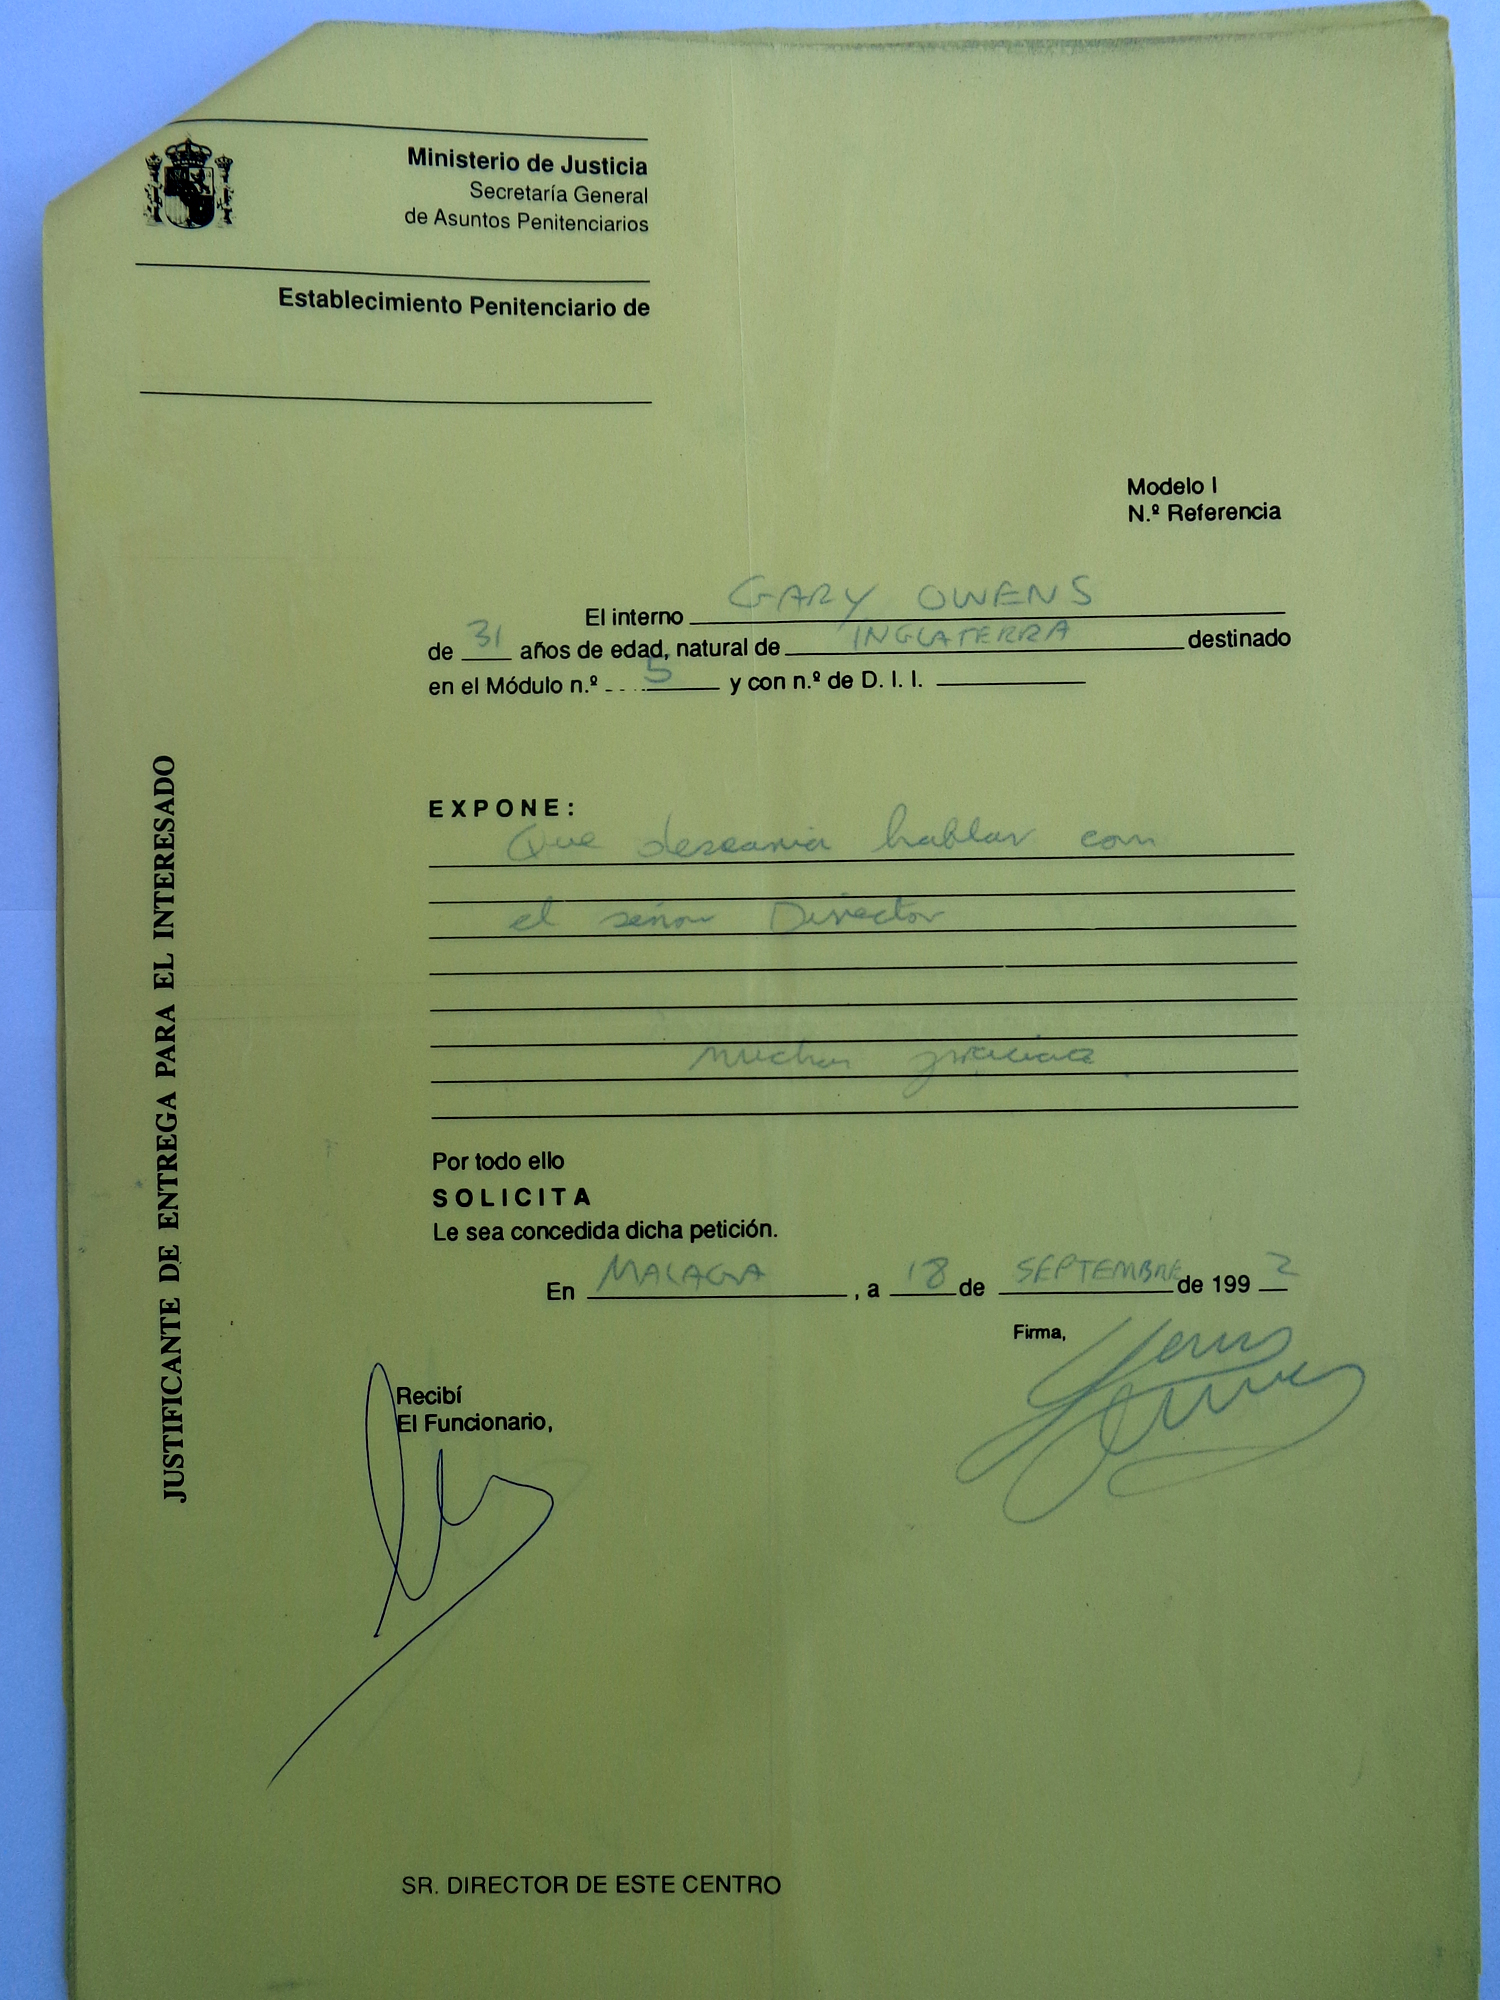 Ministerio de Justicia
Secretaría General
de Asuntos Penitenciarios
Establecimiento Penitenciario de
Modelo I
N.º Referencia
El interno GARY OWENS
de 31 años de edad, natural de INGLATERRA destinado
en el Módulo n.º 5 y con n.º de D. I. I.
EXPONE:
Que desearia hablar con
el señor Director
muchas gracias
Por todo ello
SOLICITA
Le sea concedida dicha petición.
En MALAGA, a 18 de SEPTEMBRE de 1992
Firma,
Recibí
El Funcionario,
SR. DIRECTOR DE ESTE CENTRO
JUSTIFICANTE DE ENTREGA PARA EL INTERESADO